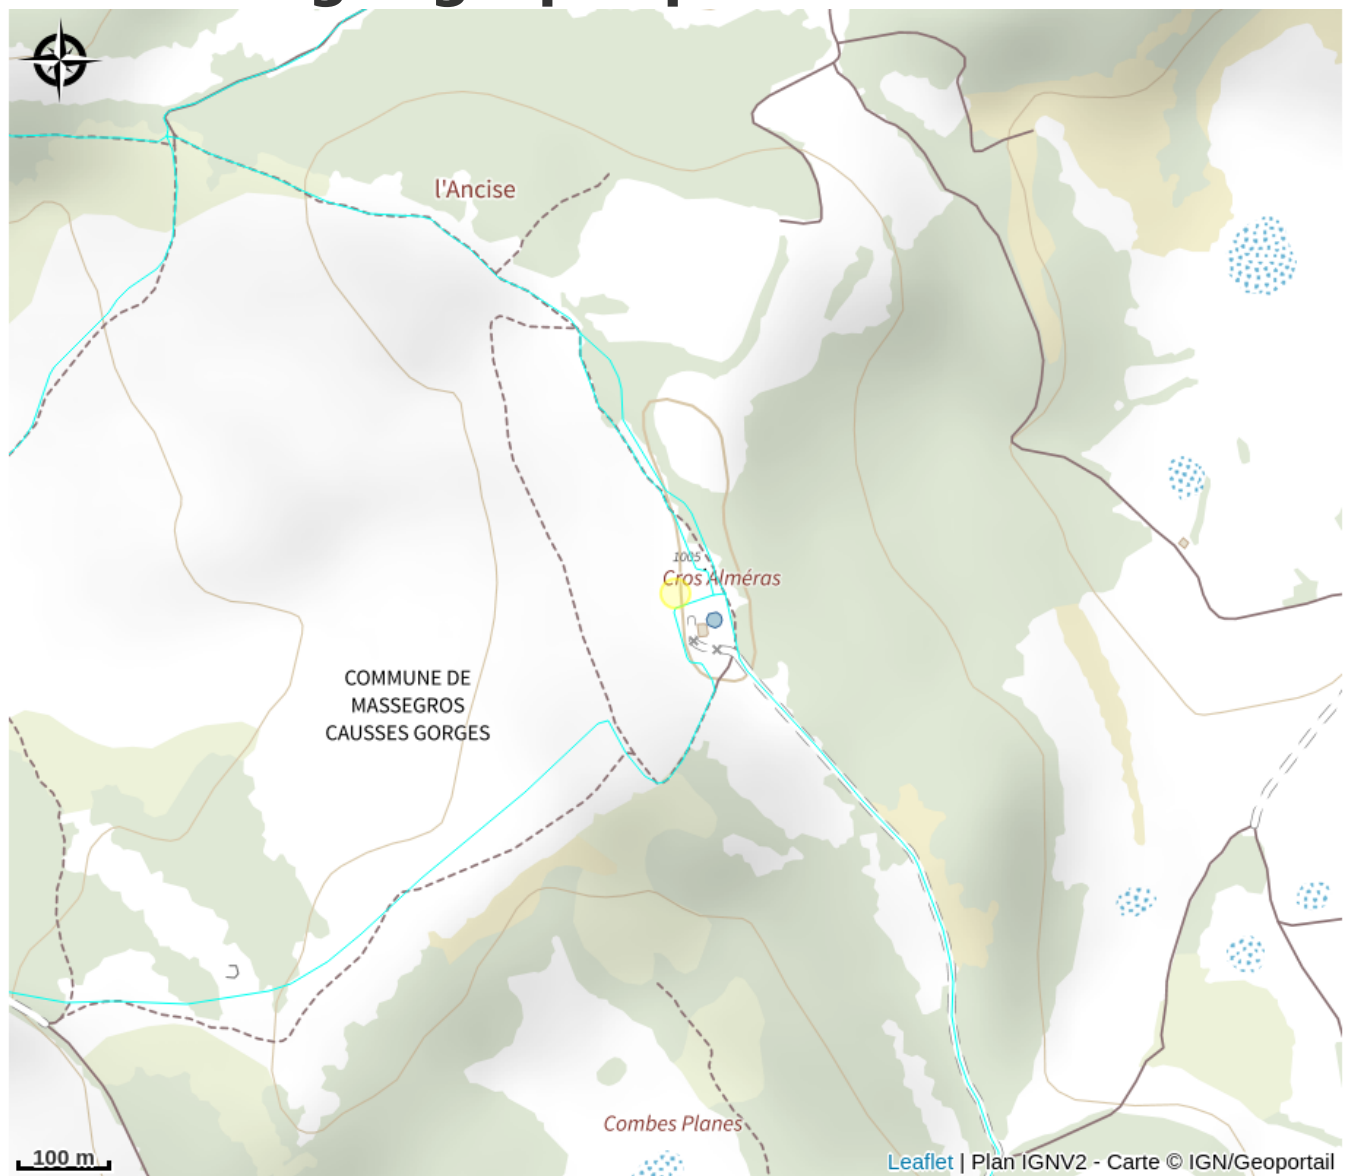 l'Ancise
1005
Cros Alméras
COMMUNE DE
MASSEGROS
CAUSSES GORGES
Combes Planes
100 m
Leaflet | Plan IGNV2 - Carte © IGN/Geoportail